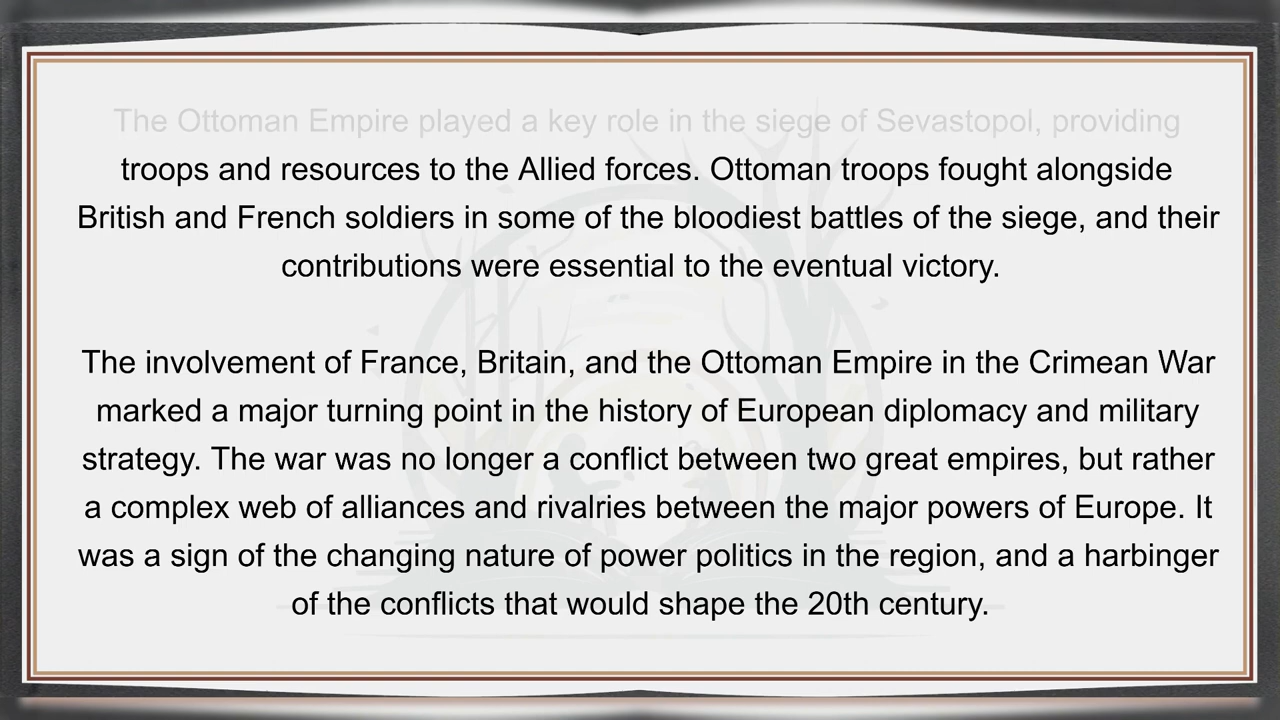 The Ottoman Empire played a key role in the siege of Sevastopol, providing
troops and resources to the Allied forces. Ottoman troops fought alongside
British and French soldiers in some of the bloodiest battles of the siege, and their
contributions were essential to the eventual victory.
The involvement of France, Britain, and the Ottoman Empire in the Crimean War
marked a major turning point in the history of European diplomacy and military
strategy. The war was no longer a conflict between two great empires, but rather
a complex web of alliances and rivalries between the major powers of Europe. It
was a sign of the changing nature of power politics in the region, and a harbinger
of the conflicts that would shape the 20th century.